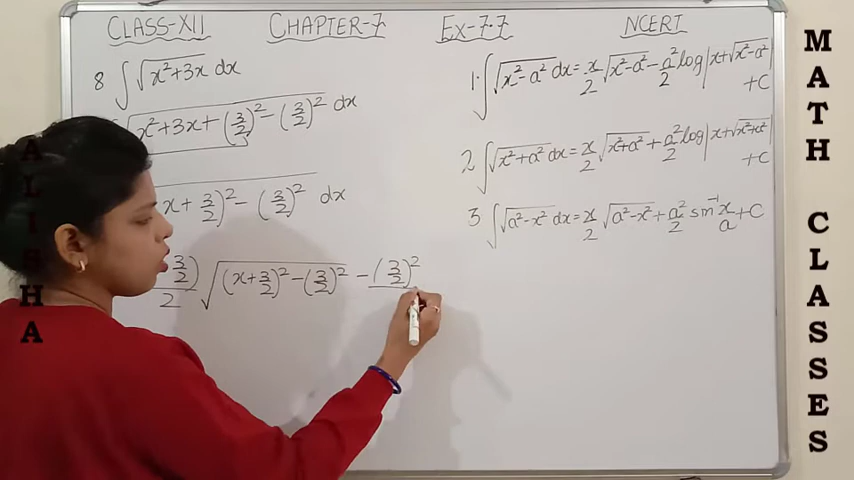 CLASS-XII CHAPTER-7 Ex-7.7 NCERT
8 ∫√x²+3x dx
√x²+3x+(3/2)²-(3/2)² dx
x+3/2)²-(3/2)² dx
3/2)/2 √(x+3/2)²-(3/2)² -(3/2)²
1. ∫√x²-a² dx=x/2 √x²-a²-a²/2 log|x+√x²-a²|
+C
2 ∫√x²+a² dx=x/2 √x²+a²+a²/2 log|x+√x²+a²|
+C
3 ∫√a²-x² dx=x/2 √a²-x²+a²/2 sin⁻¹ x/a+C
ALISHA
MATH CLASSES